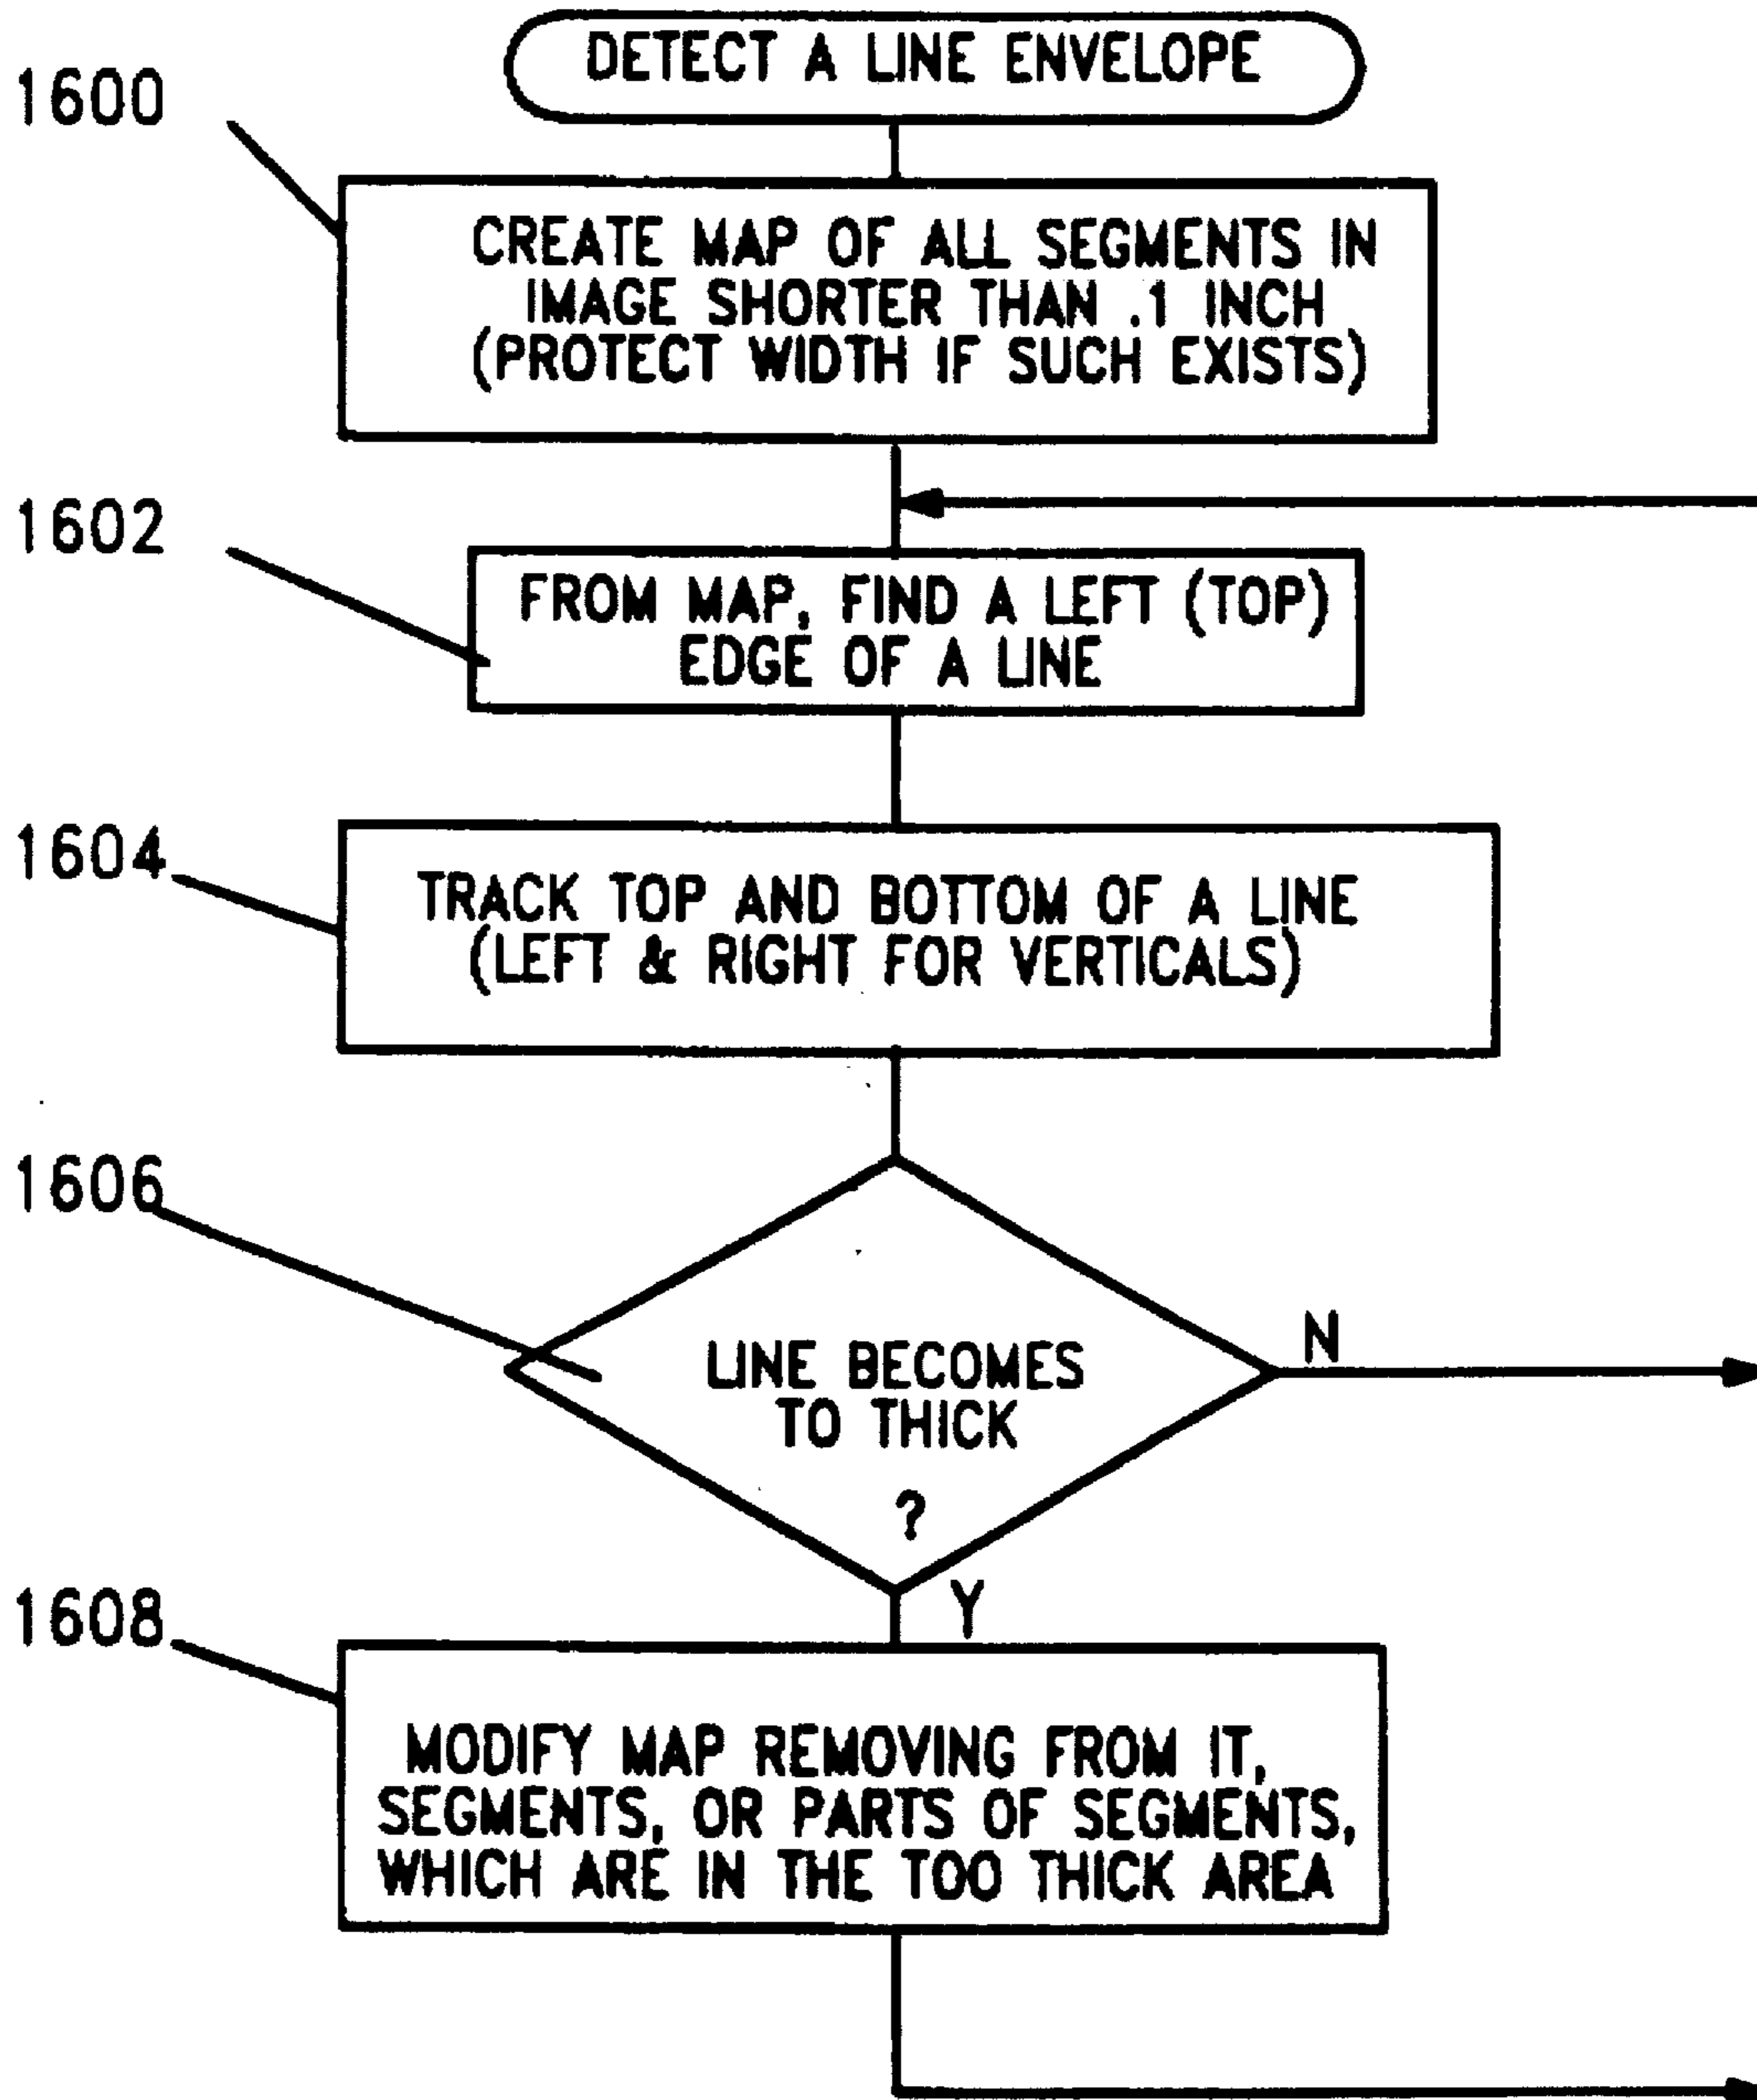 DETECT A LINE ENVELOPE
1600
CREATE MAP OF ALL SEGMENTS IN
IMAGE SHORTER THAN .1 INCH
(PROTECT WIDTH IF SUCH EXISTS)
1602
FROM MAP, FIND A LEFT (TOP)
EDGE OF A LINE
1604
TRACK TOP AND BOTTOM OF A LINE
(LEFT & RIGHT FOR VERTICALS)
1606
LINE BECOMES
TO THICK
?
N
Y
1608
MODIFY MAP REMOVING FROM IT,
SEGMENTS, OR PARTS OF SEGMENTS,
WHICH ARE IN THE TOO THICK AREA